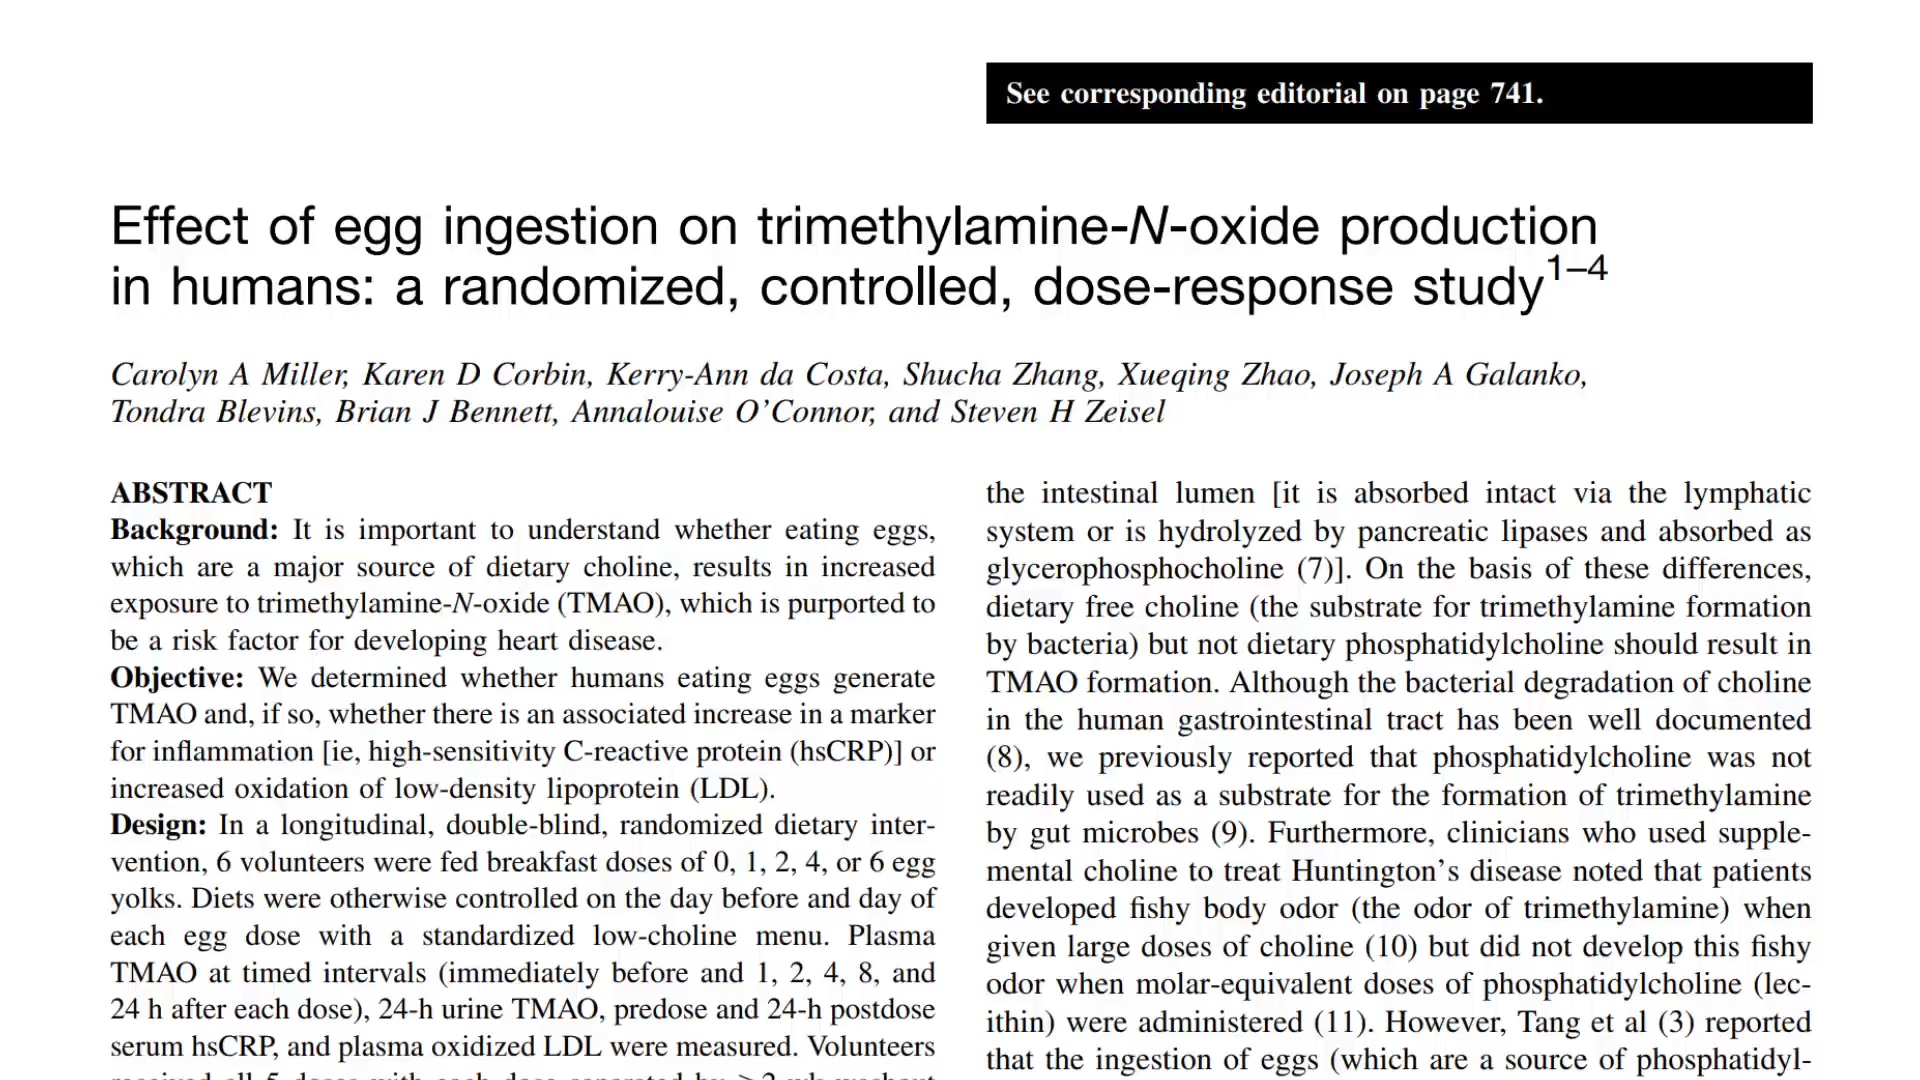 See corresponding editorial on page 741.
Effect of egg ingestion on trimethylamine-N-oxide production
in humans: a randomized, controlled, dose-response study1–4
Carolyn A Miller, Karen D Corbin, Kerry-Ann da Costa, Shucha Zhang, Xueqing Zhao, Joseph A Galanko,
Tondra Blevins, Brian J Bennett, Annalouise O'Connor, and Steven H Zeisel
ABSTRACT
Background: It is important to understand whether eating eggs,
which are a major source of dietary choline, results in increased
exposure to trimethylamine-N-oxide (TMAO), which is purported to
be a risk factor for developing heart disease.
Objective: We determined whether humans eating eggs generate
TMAO and, if so, whether there is an associated increase in a marker
for inflammation [ie, high-sensitivity C-reactive protein (hsCRP)] or
increased oxidation of low-density lipoprotein (LDL).
Design: In a longitudinal, double-blind, randomized dietary inter-
vention, 6 volunteers were fed breakfast doses of 0, 1, 2, 4, or 6 egg
yolks. Diets were otherwise controlled on the day before and day of
each egg dose with a standardized low-choline menu. Plasma
TMAO at timed intervals (immediately before and 1, 2, 4, 8, and
24 h after each dose), 24-h urine TMAO, predose and 24-h postdose
serum hsCRP, and plasma oxidized LDL were measured. Volunteers
received all 5 doses with each dose separated by >2 wk without
the intestinal lumen [it is absorbed intact via the lymphatic
system or is hydrolyzed by pancreatic lipases and absorbed as
glycerophosphocholine (7)]. On the basis of these differences,
dietary free choline (the substrate for trimethylamine formation
by bacteria) but not dietary phosphatidylcholine should result in
TMAO formation. Although the bacterial degradation of choline
in the human gastrointestinal tract has been well documented
(8), we previously reported that phosphatidylcholine was not
readily used as a substrate for the formation of trimethylamine
by gut microbes (9). Furthermore, clinicians who used supple-
mental choline to treat Huntington's disease noted that patients
developed fishy body odor (the odor of trimethylamine) when
given large doses of choline (10) but did not develop this fishy
odor when molar-equivalent doses of phosphatidylcholine (lec-
ithin) were administered (11). However, Tang et al (3) reported
that the ingestion of eggs (which are a source of phosphatidyl-